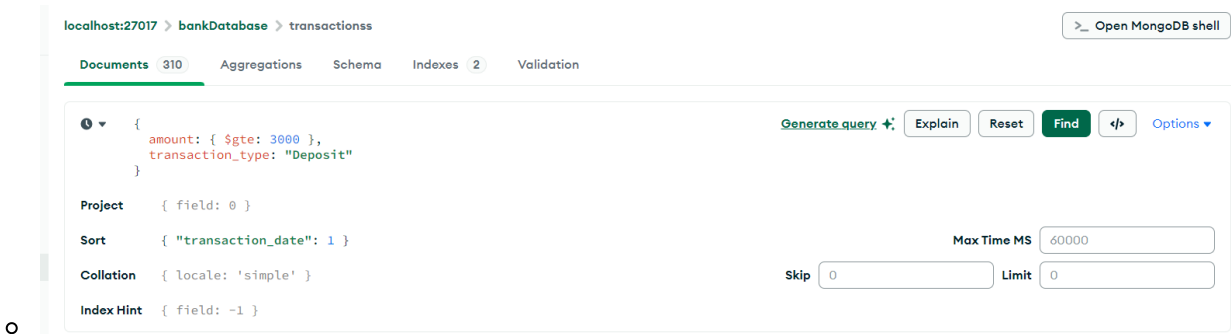 localhost:27017 > bankDatabase > transactionss
>_ Open MongoDB shell
Documents 310 Aggregations Schema Indexes 2 Validation
{
amount: { $gte: 3000 },
transaction_type: "Deposit"
}
Generate query Explain Reset Find </> Options
Project { field: 0 }
Sort { "transaction_date": 1 } Max Time MS 60000
Collation { locale: 'simple' } Skip 0 Limit 0
Index Hint { field: -1 }